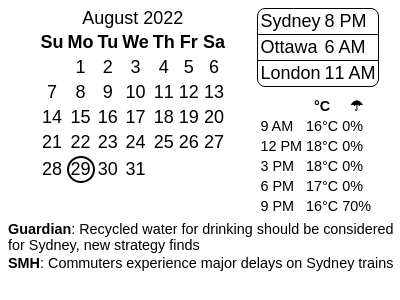 August 2022
Su Mo Tu We Th Fr Sa
1 2 3 4 5 6
7 8 9 10 11 12 13
14 15 16 17 18 19 20
21 22 23 24 25 26 27
28 29 30 31
Sydney 8 PM
Ottawa 6 AM
London 11 AM
°C ☂
9 AM 16°C 0%
12 PM 18°C 0%
3 PM 18°C 0%
6 PM 17°C 0%
9 PM 16°C 70%
Guardian: Recycled water for drinking should be considered
for Sydney, new strategy finds
SMH: Commuters experience major delays on Sydney trains